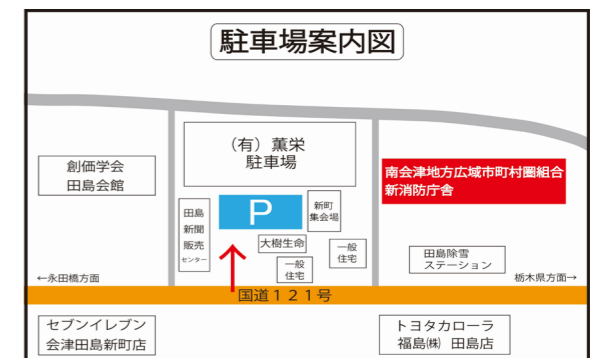 駐車場案内図
（有）薫栄
駐車場
創価学会
田島会館
南会津地方広域市町村圏組合
新消防庁舎
田島
新聞
販売
センター
P
新町
集会場
大樹生命
一般
住宅
一般
住宅
田島除雪
ステーション
←永田橋方面
栃木県方面→
国道１２１号
セブンイレブン
会津田島新町店
トヨタカローラ
福島㈱ 田島店